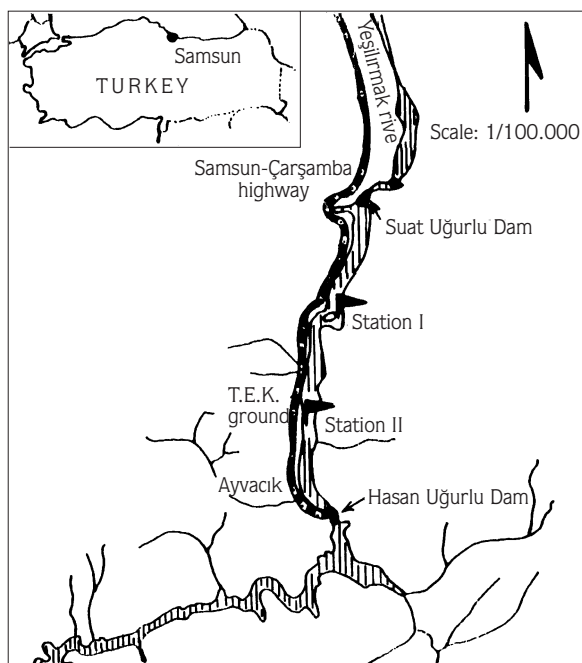 Samsun
TURKEY
Yeşilırmak rive
Scale: 1/100.000
Samsun-Çarşamba
highway
Suat Uğurlu Dam
Station I
T.E.K.
ground
Station II
Ayvacık
Hasan Uğurlu Dam